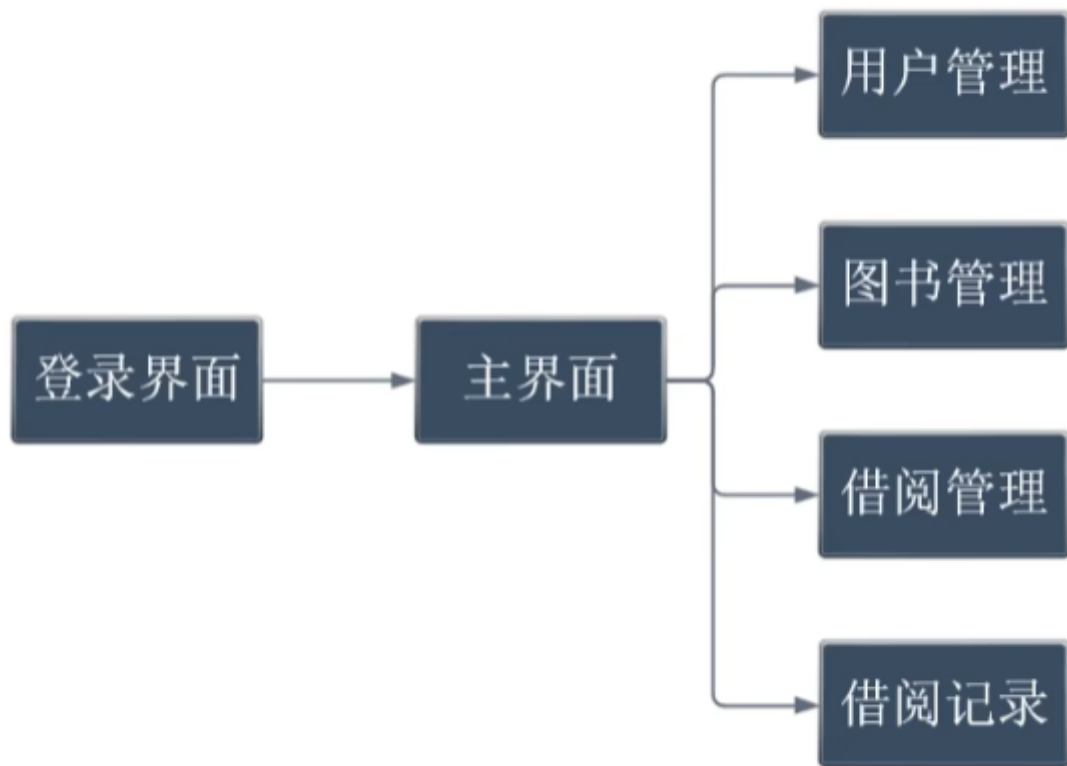 用户管理
图书管理
登录界面
主界面
借阅管理
借阅记录